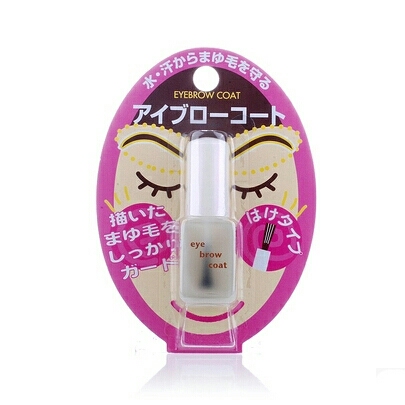 水・汗からまゆ毛を守る
EYEBROW COAT
アイブローコート
描いた
まゆ毛を
しっかり
ガード
はけタイプ
eye
brow
coat